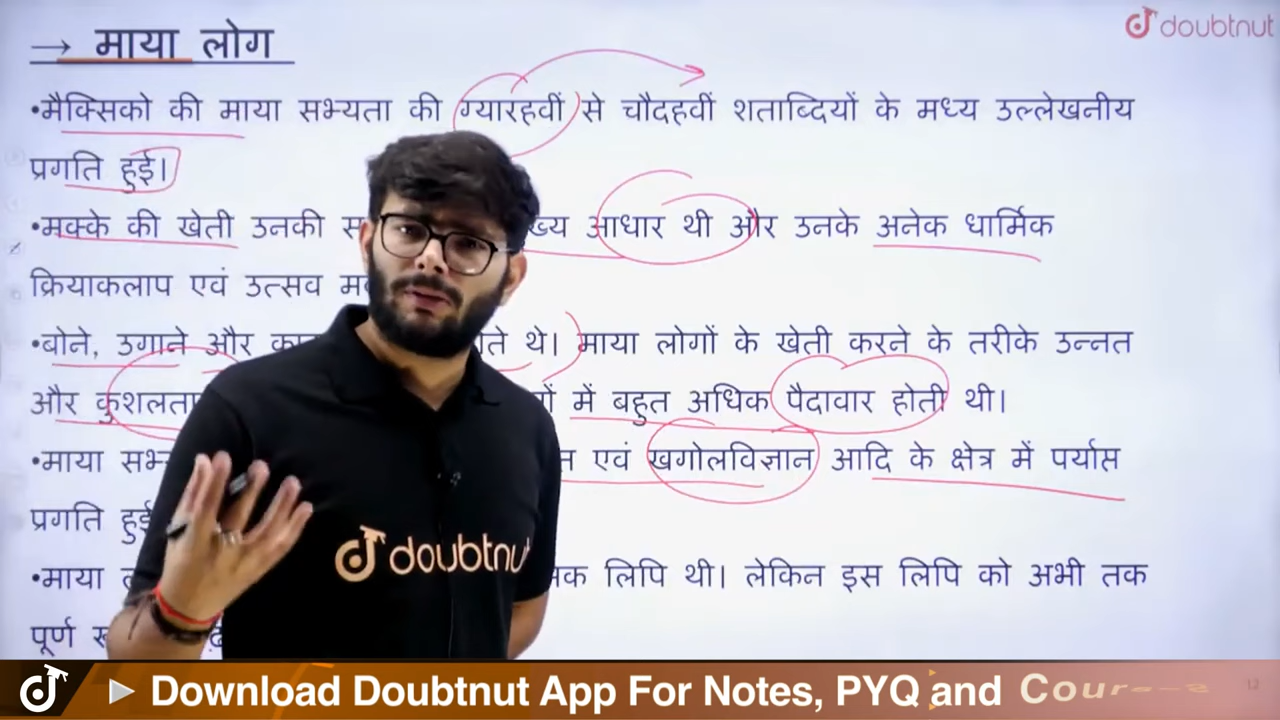 → माया लोग
doubtnut
•मैक्सिको की माया सभ्यता की ग्यारहवीं से चौदहवीं शताब्दियों के मध्य उल्लेखनीय
प्रगति हुई।
•मक्के की खेती उनकी आधार थी और उनके अनेक धार्मिक
क्रियाकलाप एवं उत्सव
•बोने, उगाने और थे। माया लोगों के खेती करने के तरीके उन्नत
और में बहुत अधिक पैदावार होती थी।
•माया एवं खगोलविज्ञान आदि के क्षेत्र में पर्याप्त
प्रगति
•माया लिपि थी। लेकिन इस लिपि को अभी तक
पूर्ण
doubtnut
Download Doubtnut App For Notes, PYQ and
12